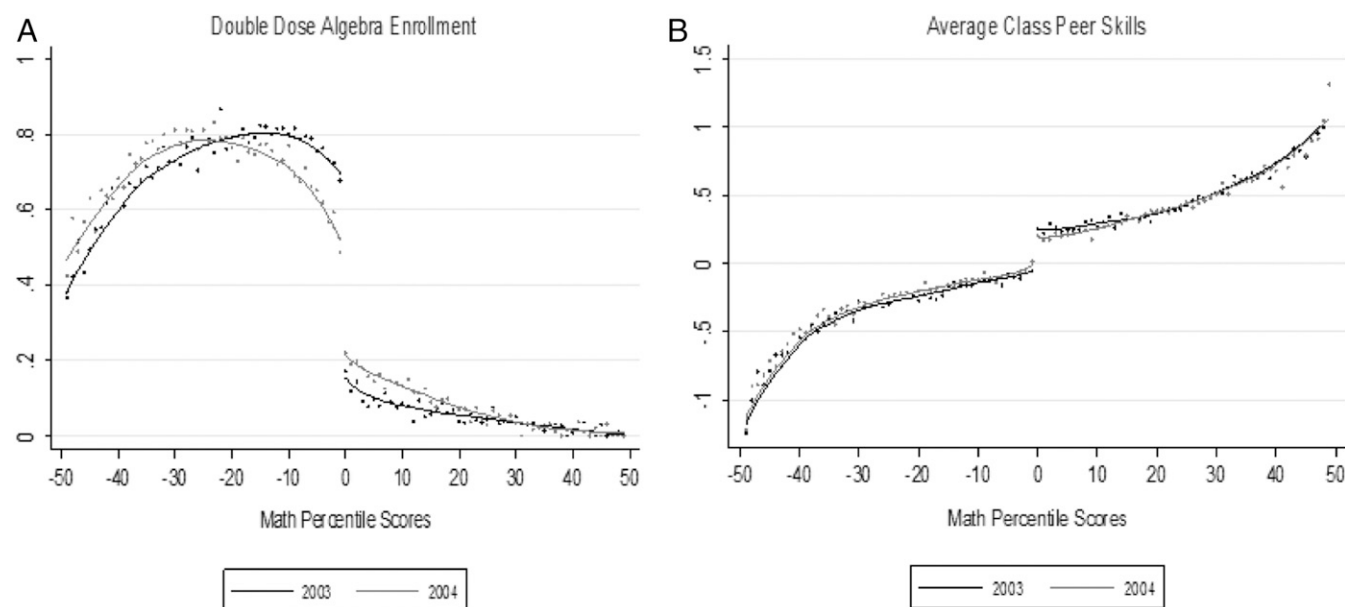 A
Double Dose Algebra Enrollment
1
.8
.6
.4
.2
0
-50 -40 -30 -20 -10 0 10 20 30 40 50
Math Percentile Scores
2003 2004
B
Average Class Peer Skills
1.5
1
.5
0
-.5
-1
-50 -40 -30 -20 -10 0 10 20 30 40 50
Math Percentile Scores
2003 2004